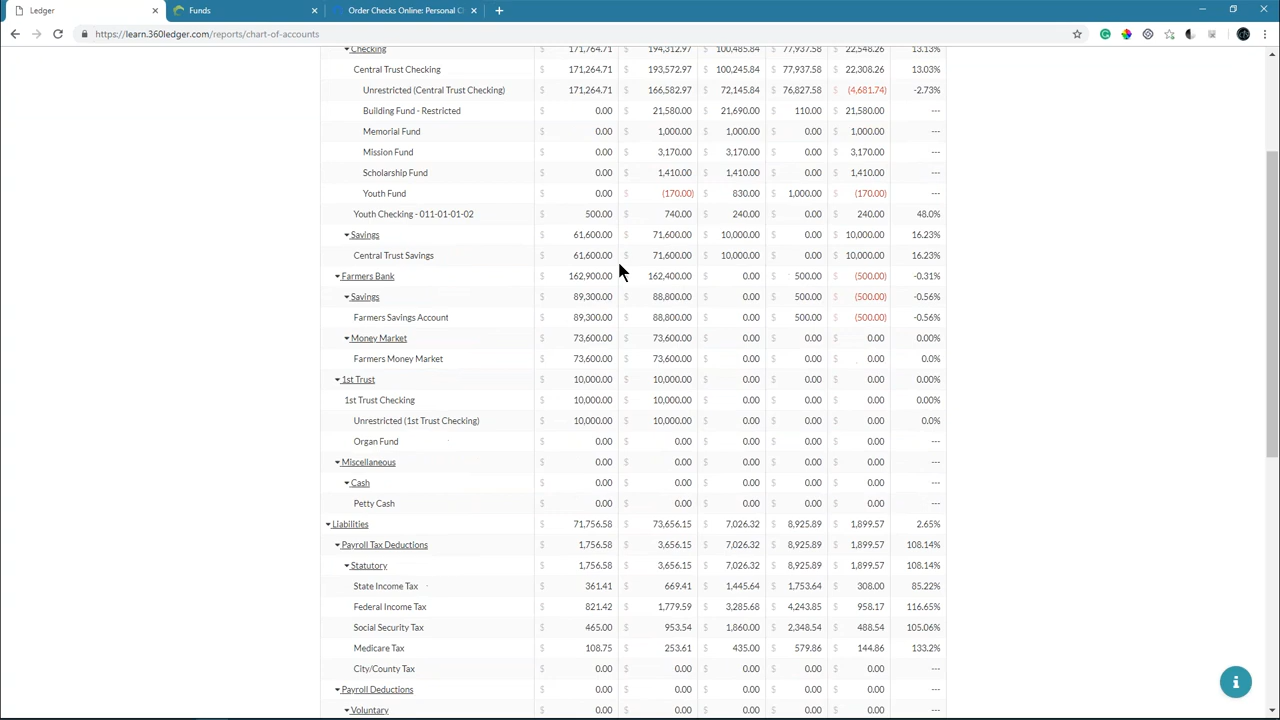 Ledger
Funds
Order Checks Online: Personal C
https://learn.360ledger.com/reports/chart-of-accounts
Checking $ 171,764.71 $ 194,312.97 $ 100,485.84 $ 77,937.58 $ 22,548.26 13.13%
Central Trust Checking $ 171,264.71 $ 193,572.97 $ 100,245.84 $ 77,937.58 $ 22,308.26 13.03%
Unrestricted (Central Trust Checking) $ 171,264.71 $ 166,582.97 $ 72,145.84 $ 76,827.58 $ (4,681.74) -2.73%
Building Fund - Restricted $ 0.00 $ 21,580.00 $ 21,690.00 $ 110.00 $ 21,580.00 ---
Memorial Fund $ 0.00 $ 1,000.00 $ 1,000.00 $ 0.00 $ 1,000.00 ---
Mission Fund $ 0.00 $ 3,170.00 $ 3,170.00 $ 0.00 $ 3,170.00 ---
Scholarship Fund $ 0.00 $ 1,410.00 $ 1,410.00 $ 0.00 $ 1,410.00 ---
Youth Fund $ 0.00 $ (170.00) $ 830.00 $ 1,000.00 $ (170.00) ---
Youth Checking - 011-01-01-02 $ 500.00 $ 740.00 $ 240.00 $ 0.00 $ 240.00 48.0%
Savings $ 61,600.00 $ 71,600.00 $ 10,000.00 $ 0.00 $ 10,000.00 16.23%
Central Trust Savings $ 61,600.00 $ 71,600.00 $ 10,000.00 $ 0.00 $ 10,000.00 16.23%
Farmers Bank $ 162,900.00 $ 162,400.00 $ 0.00 $ 500.00 $ (500.00) -0.31%
Savings $ 89,300.00 $ 88,800.00 $ 0.00 $ 500.00 $ (500.00) -0.56%
Farmers Savings Account $ 89,300.00 $ 88,800.00 $ 0.00 $ 500.00 $ (500.00) -0.56%
Money Market $ 73,600.00 $ 73,600.00 $ 0.00 $ 0.00 $ 0.00 0.00%
Farmers Money Market $ 73,600.00 $ 73,600.00 $ 0.00 $ 0.00 $ 0.00 0.0%
1st Trust $ 10,000.00 $ 10,000.00 $ 0.00 $ 0.00 $ 0.00 0.00%
1st Trust Checking $ 10,000.00 $ 10,000.00 $ 0.00 $ 0.00 $ 0.00 0.00%
Unrestricted (1st Trust Checking) $ 10,000.00 $ 10,000.00 $ 0.00 $ 0.00 $ 0.00 0.0%
Organ Fund $ 0.00 $ 0.00 $ 0.00 $ 0.00 $ 0.00 ---
Miscellaneous $ 0.00 $ 0.00 $ 0.00 $ 0.00 $ 0.00 ---
Cash $ 0.00 $ 0.00 $ 0.00 $ 0.00 $ 0.00 ---
Petty Cash $ 0.00 $ 0.00 $ 0.00 $ 0.00 $ 0.00 ---
Liabilities $ 71,756.58 $ 73,656.15 $ 7,026.32 $ 8,925.89 $ 1,899.57 2.65%
Payroll Tax Deductions $ 1,756.58 $ 3,656.15 $ 7,026.32 $ 8,925.89 $ 1,899.57 108.14%
Statutory $ 1,756.58 $ 3,656.15 $ 7,026.32 $ 8,925.89 $ 1,899.57 108.14%
State Income Tax $ 361.41 $ 669.41 $ 1,445.64 $ 1,753.64 $ 308.00 85.22%
Federal Income Tax $ 821.42 $ 1,779.59 $ 3,285.68 $ 4,243.85 $ 958.17 116.65%
Social Security Tax $ 465.00 $ 953.54 $ 1,860.00 $ 2,348.54 $ 488.54 105.06%
Medicare Tax $ 108.75 $ 253.61 $ 435.00 $ 579.86 $ 144.86 133.2%
City/County Tax $ 0.00 $ 0.00 $ 0.00 $ 0.00 $ 0.00 ---
Payroll Deductions $ 0.00 $ 0.00 $ 0.00 $ 0.00 $ 0.00 ---
Voluntary $ 0.00 $ 0.00 $ 0.00 $ 0.00 $ 0.00 ---